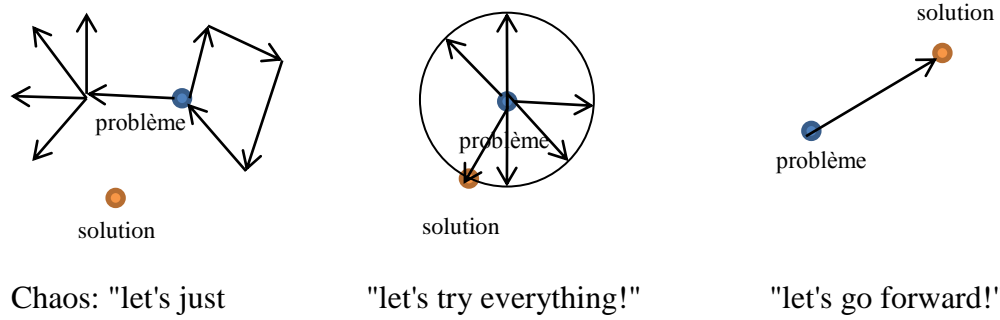 solution
problème
problème
problème
solution
solution
Chaos: "let's just
"let's try everything!"
"let's go forward!'